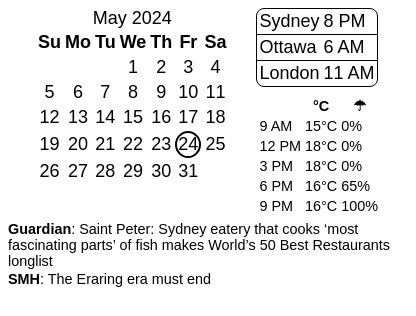 May 2024
Su Mo Tu We Th Fr Sa
1 2 3 4
5 6 7 8 9 10 11
12 13 14 15 16 17 18
19 20 21 22 23 24 25
26 27 28 29 30 31
Sydney 8 PM
Ottawa 6 AM
London 11 AM
°C ☂
9 AM 15°C 0%
12 PM 18°C 0%
3 PM 18°C 0%
6 PM 16°C 65%
9 PM 16°C 100%
Guardian: Saint Peter: Sydney eatery that cooks ‘most
fascinating parts’ of fish makes World’s 50 Best Restaurants
longlist
SMH: The Eraring era must end